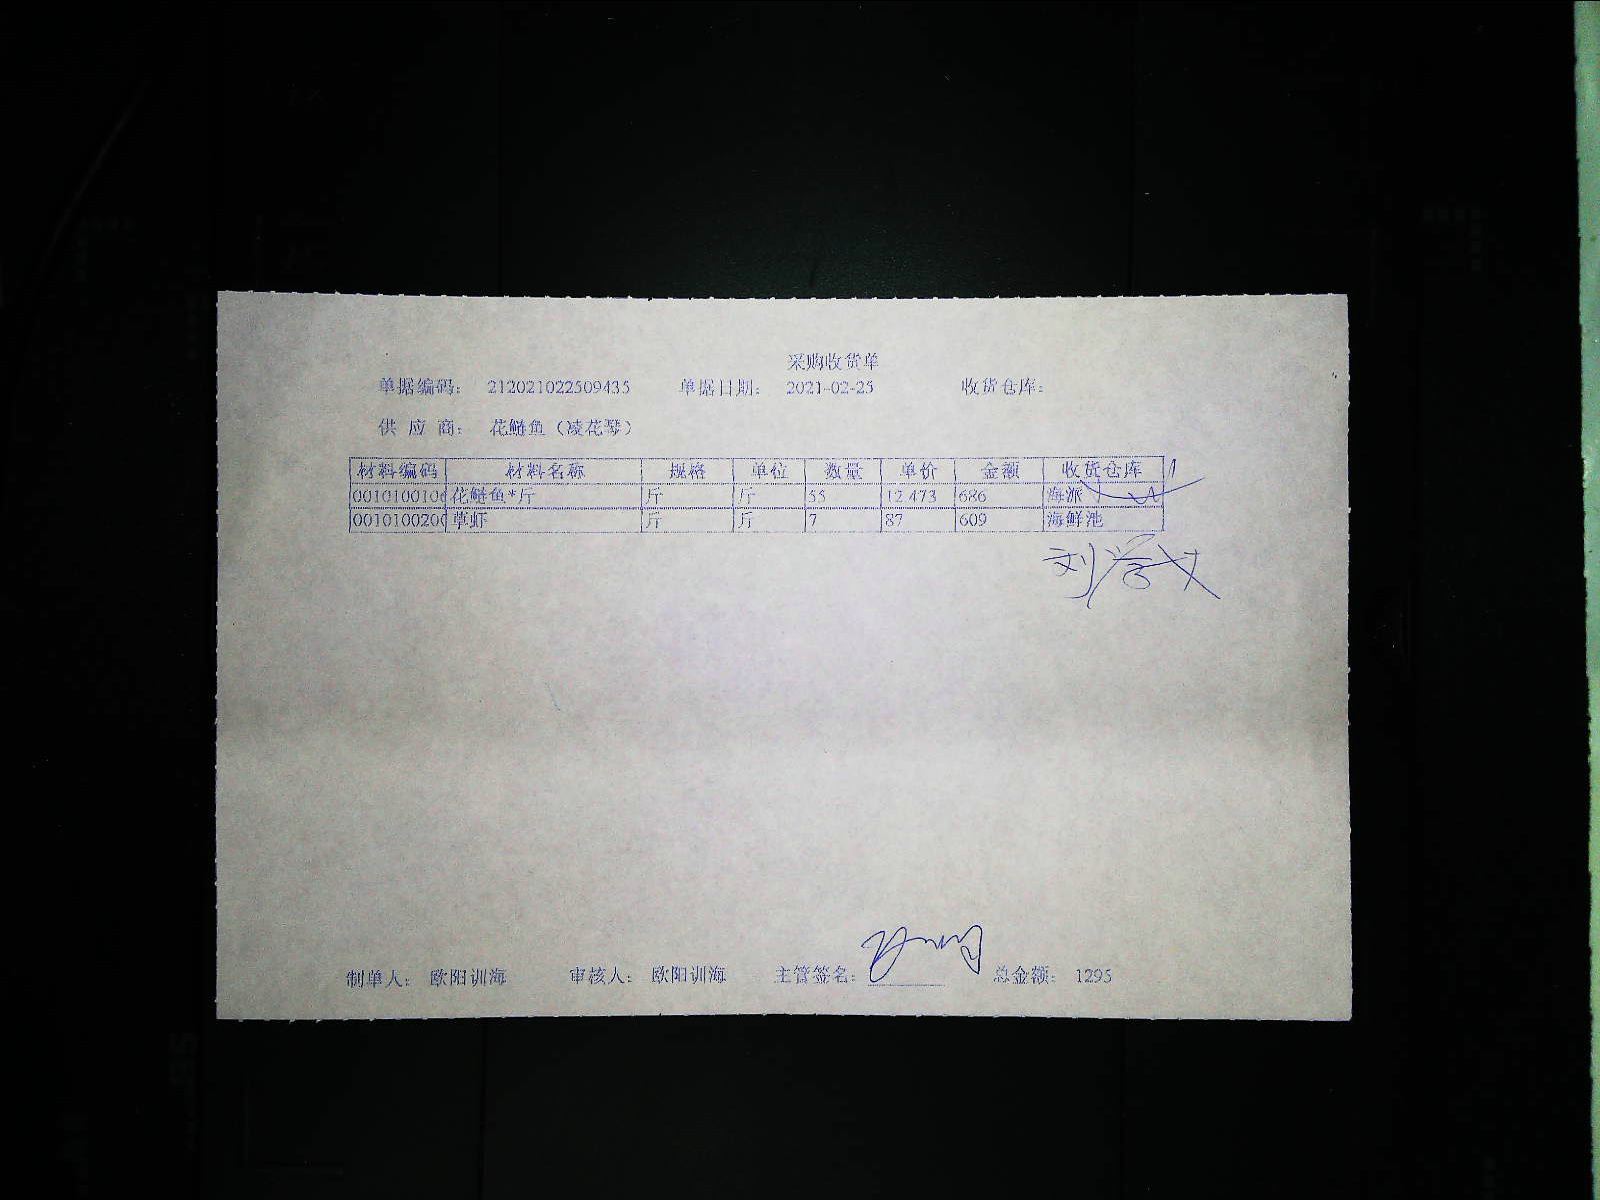 采购收货单
单据编码： 212021022509435 单据日期： 2021-02-25 收货仓库：
供 应 商： 花鲢鱼（凌花琴）
材料编码 材料名称 规格 单位 数量 单价 金额 收货仓库
0010100106 花鲢鱼*斤 斤 斤 55 12.473 686 海派
0010100200 草虾 斤 斤 7 87 609 海鲜池
制单人： 欧阳训海 审核人： 欧阳训海 主管签名： 总金额： 1295